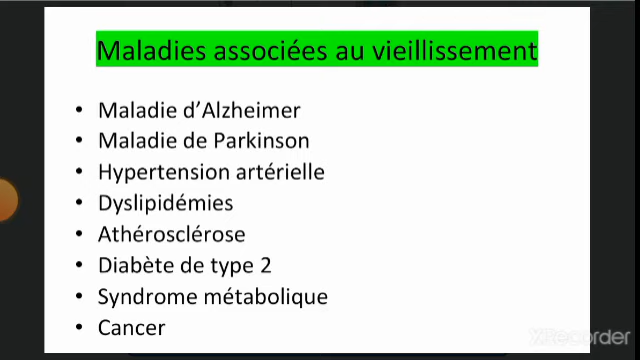 Maladies associées au vieillissement
• Maladie d'Alzheimer
• Maladie de Parkinson
• Hypertension artérielle
• Dyslipidémies
• Athérosclérose
• Diabète de type 2
• Syndrome métabolique
• Cancer
XRecorder